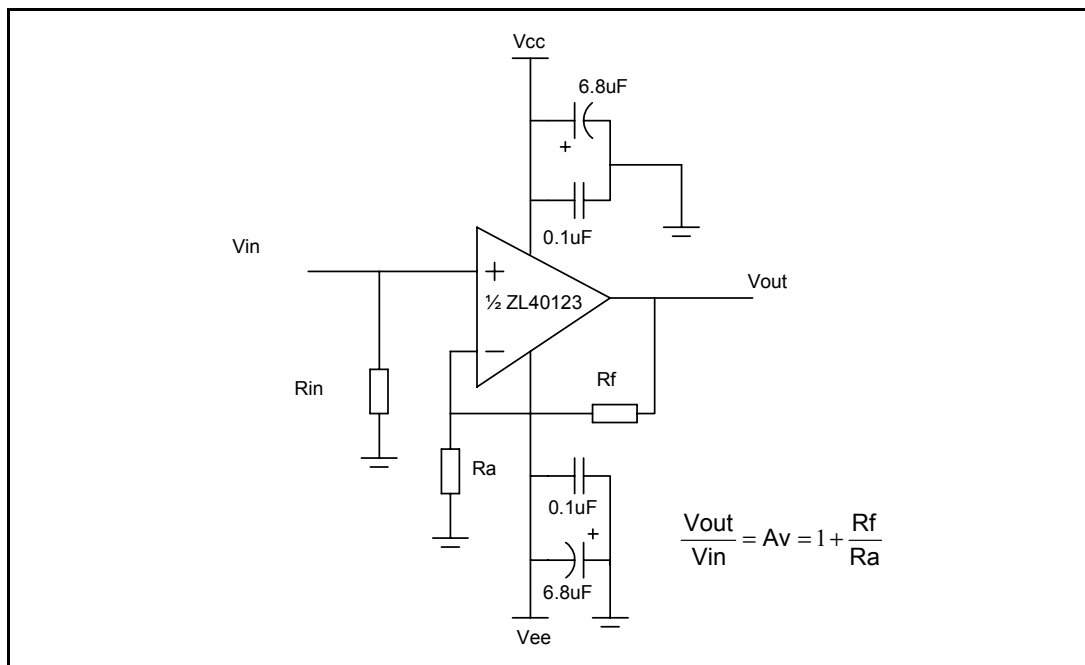 Vcc
6.8uF
+
0.1uF
Vin
+
½ ZL40123
−
Vout
Rf
Rin
Ra
0.1uF
+
6.8uF
Vee
Vout/Vin = Av = 1 + Rf/Ra